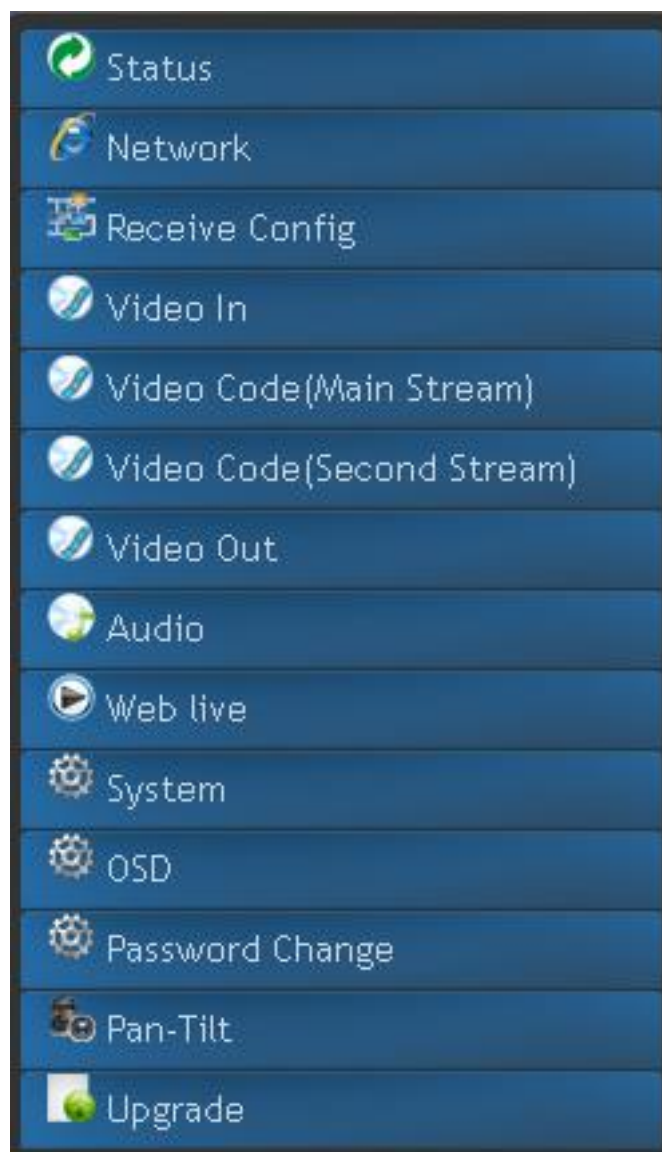 Status
Network
Receive Config
Video In
Video Code(Main Stream)
Video Code(Second Stream)
Video Out
Audio
Web live
System
OSD
Password Change
Pan-Tilt
Upgrade